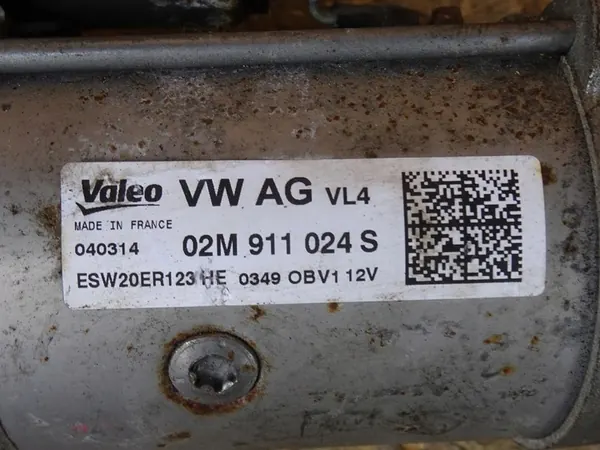 Valeo VW AG VL4
MADE IN FRANCE
040314 02M 911 024 S
ESW20ER123 HE 0349 OBV1 12V